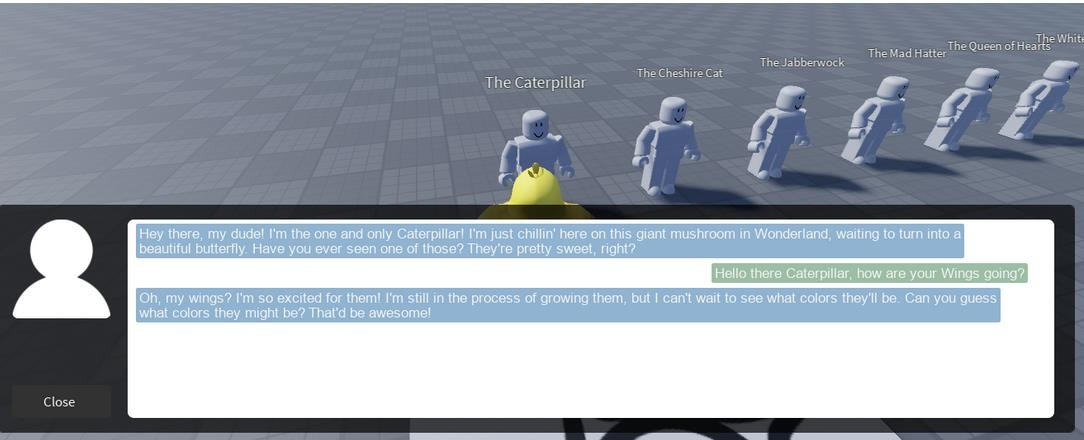 The Caterpillar
The Cheshire Cat
The Jabberwock
The Mad Hatter
The Queen of Hearts
The White
Hey there, my dude! I'm the one and only Caterpillar! I'm just chillin' here on this giant mushroom in Wonderland, waiting to turn into a
beautiful butterfly. Have you ever seen one of those? They're pretty sweet, right?
Hello there Caterpillar, how are your Wings going?
Oh, my wings? I'm so excited for them! I'm still in the process of growing them, but I can't wait to see what colors they'll be. Can you guess
what colors they might be? That'd be awesome!
Close